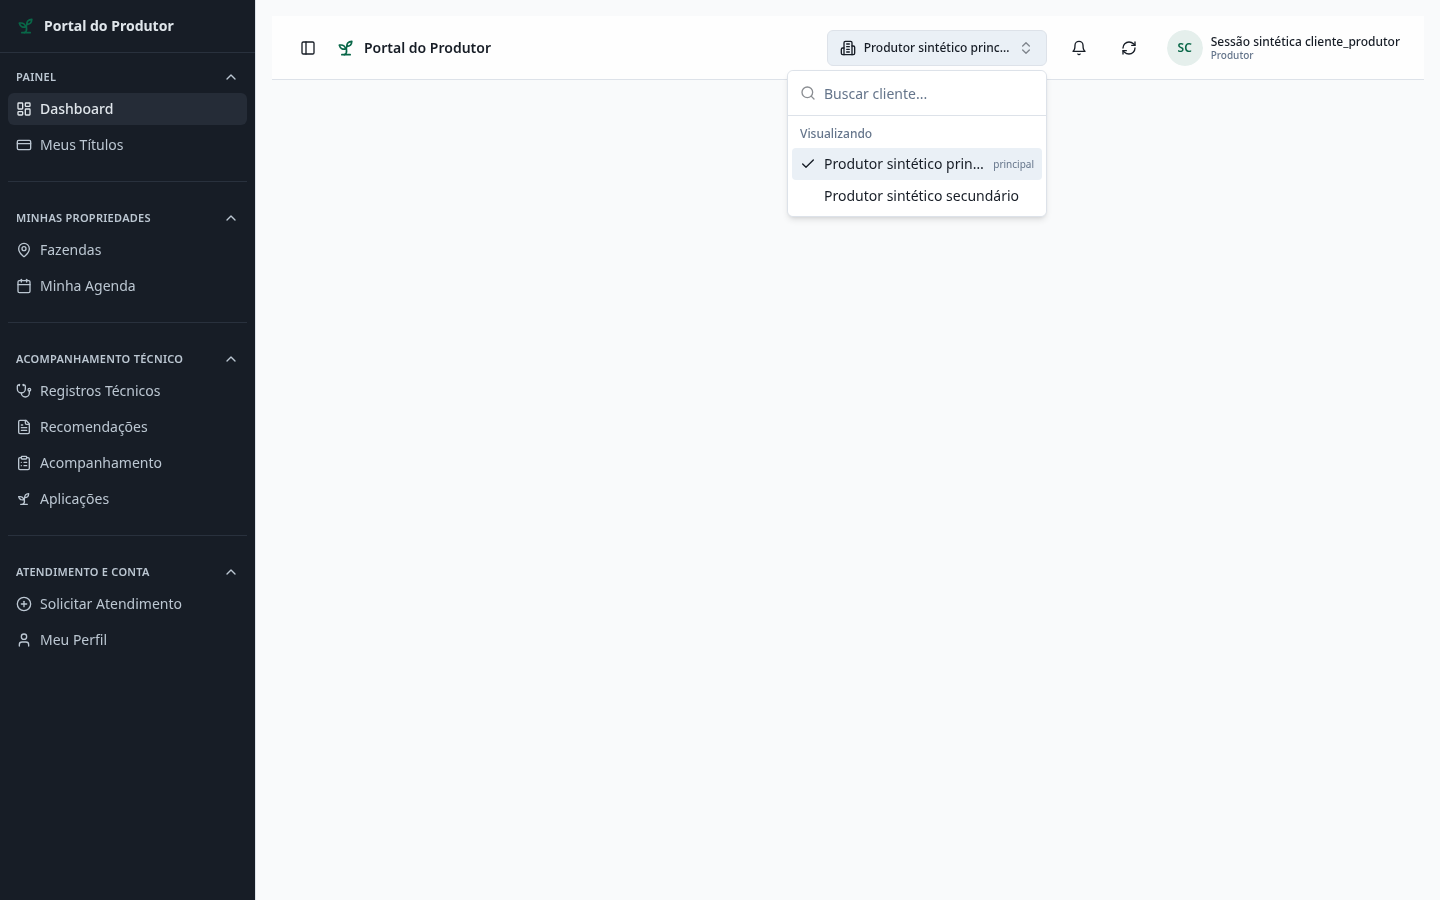 Portal do Produtor
PAINEL
Dashboard
Meus Títulos
MINHAS PROPRIEDADES
Fazendas
Minha Agenda
ACOMPANHAMENTO TÉCNICO
Registros Técnicos
Recomendações
Acompanhamento
Aplicações
ATENDIMENTO E CONTA
Solicitar Atendimento
Meu Perfil
Portal do Produtor
Produtor sintético princ...
SC
Sessão sintética cliente_produtor
Produtor
Buscar cliente...
Visualizando
Produtor sintético prin... principal
Produtor sintético secundário